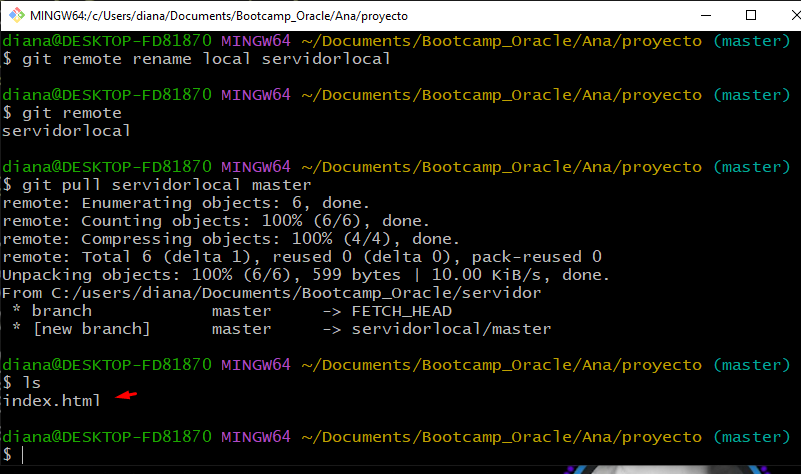 MINGW64:/c/Users/diana/Documents/Bootcamp_Oracle/Ana/proyecto
diana@DESKTOP-FD81870 MINGW64 ~/Documents/Bootcamp_Oracle/Ana/proyecto (master)
$ git remote rename local servidorlocal
diana@DESKTOP-FD81870 MINGW64 ~/Documents/Bootcamp_Oracle/Ana/proyecto (master)
$ git remote
servidorlocal
diana@DESKTOP-FD81870 MINGW64 ~/Documents/Bootcamp_Oracle/Ana/proyecto (master)
$ git pull servidorlocal master
remote: Enumerating objects: 6, done.
remote: Counting objects: 100% (6/6), done.
remote: Compressing objects: 100% (4/4), done.
remote: Total 6 (delta 1), reused 0 (delta 0), pack-reused 0
Unpacking objects: 100% (6/6), 599 bytes | 10.00 KiB/s, done.
From C:/users/diana/Documents/Bootcamp_Oracle/servidor
 * branch            master     -> FETCH_HEAD
 * [new branch]      master     -> servidorlocal/master
diana@DESKTOP-FD81870 MINGW64 ~/Documents/Bootcamp_Oracle/Ana/proyecto (master)
$ ls
index.html
diana@DESKTOP-FD81870 MINGW64 ~/Documents/Bootcamp_Oracle/Ana/proyecto (master)
$